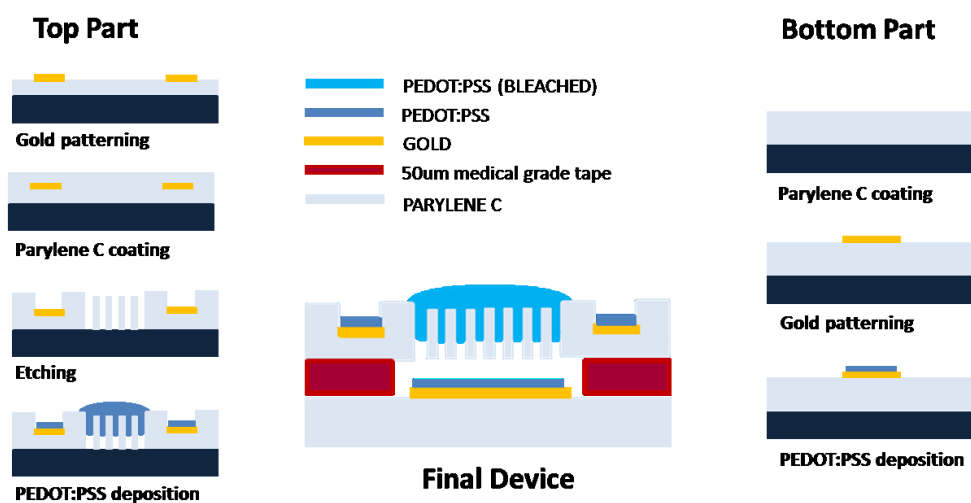 Top Part
Gold patterning
Parylene C coating
Etching
PEDOT:PSS deposition
PEDOT:PSS (BLEACHED)
PEDOT:PSS
GOLD
50um medical grade tape
PARYLENE C
Final Device
Bottom Part
Parylene C coating
Gold patterning
PEDOT:PSS deposition